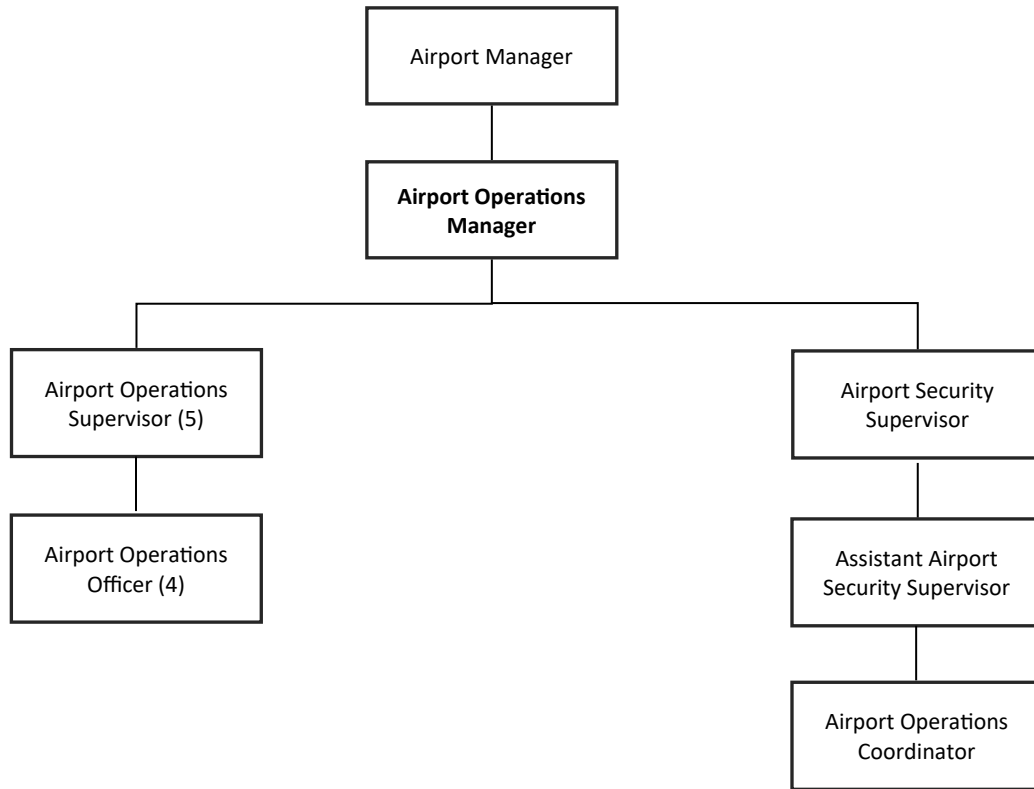 Airport Manager
Airport Operations
Manager
Airport Operations
Supervisor (5)
Airport Security
Supervisor
Airport Operations
Officer (4)
Assistant Airport
Security Supervisor
Airport Operations
Coordinator